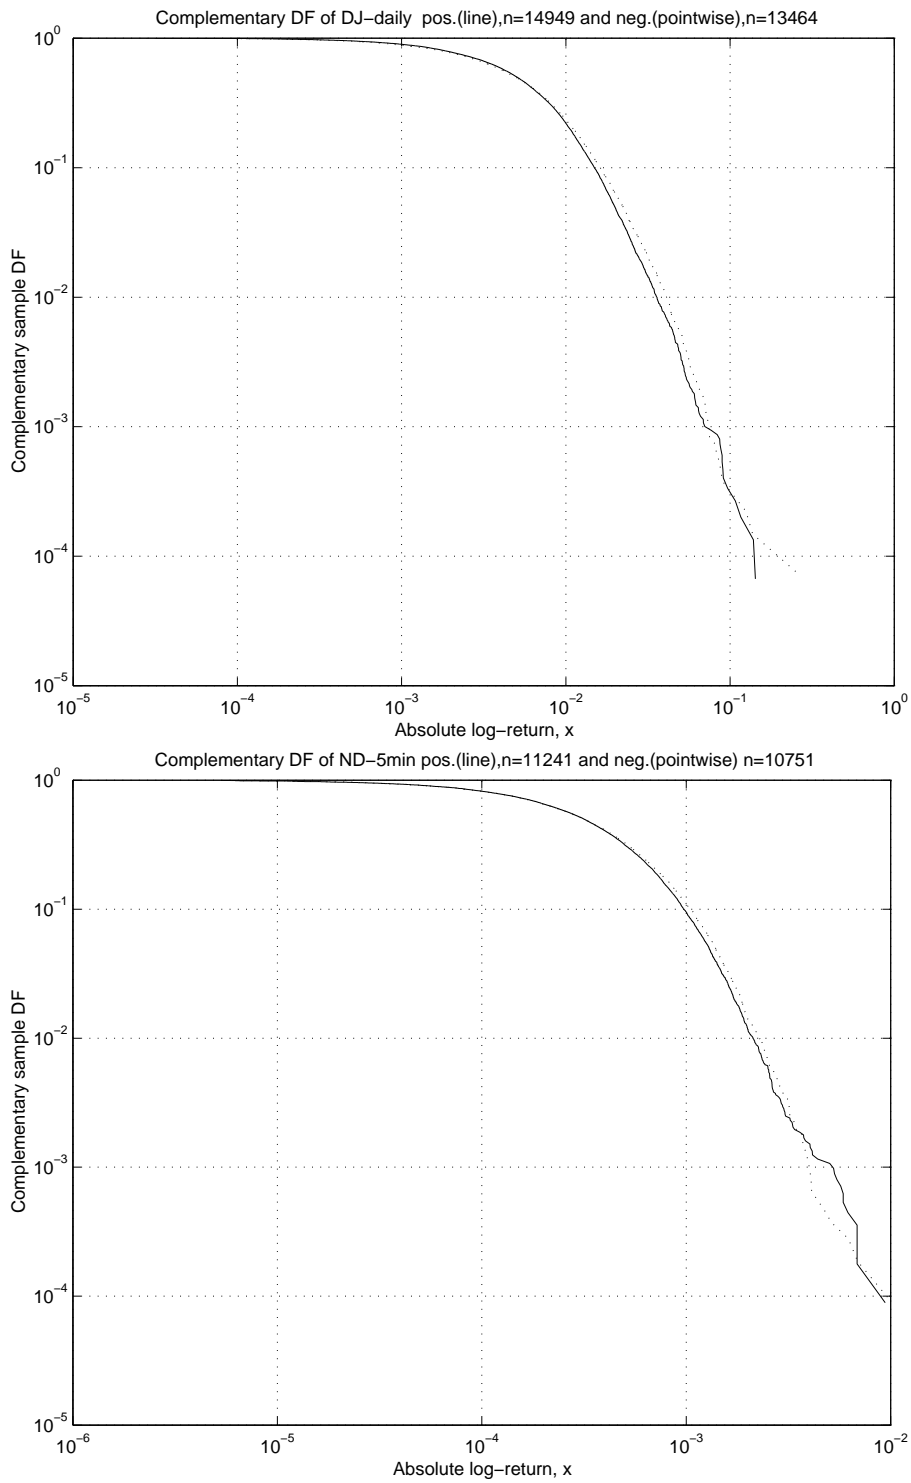 Complementary DF of DJ−daily pos.(line),n=14949 and neg.(pointwise),n=13464
10^0
10^−1
10^−2
10^−3
10^−4
10^−5
Complementary sample DF
10^−5 10^−4 10^−3 10^−2 10^−1 10^0
Absolute log−return, x
Complementary DF of ND−5min pos.(line),n=11241 and neg.(pointwise) n=10751
10^0
10^−1
10^−2
10^−3
10^−4
10^−5
Complementary sample DF
10^−6 10^−5 10^−4 10^−3 10^−2
Absolute log−return, x